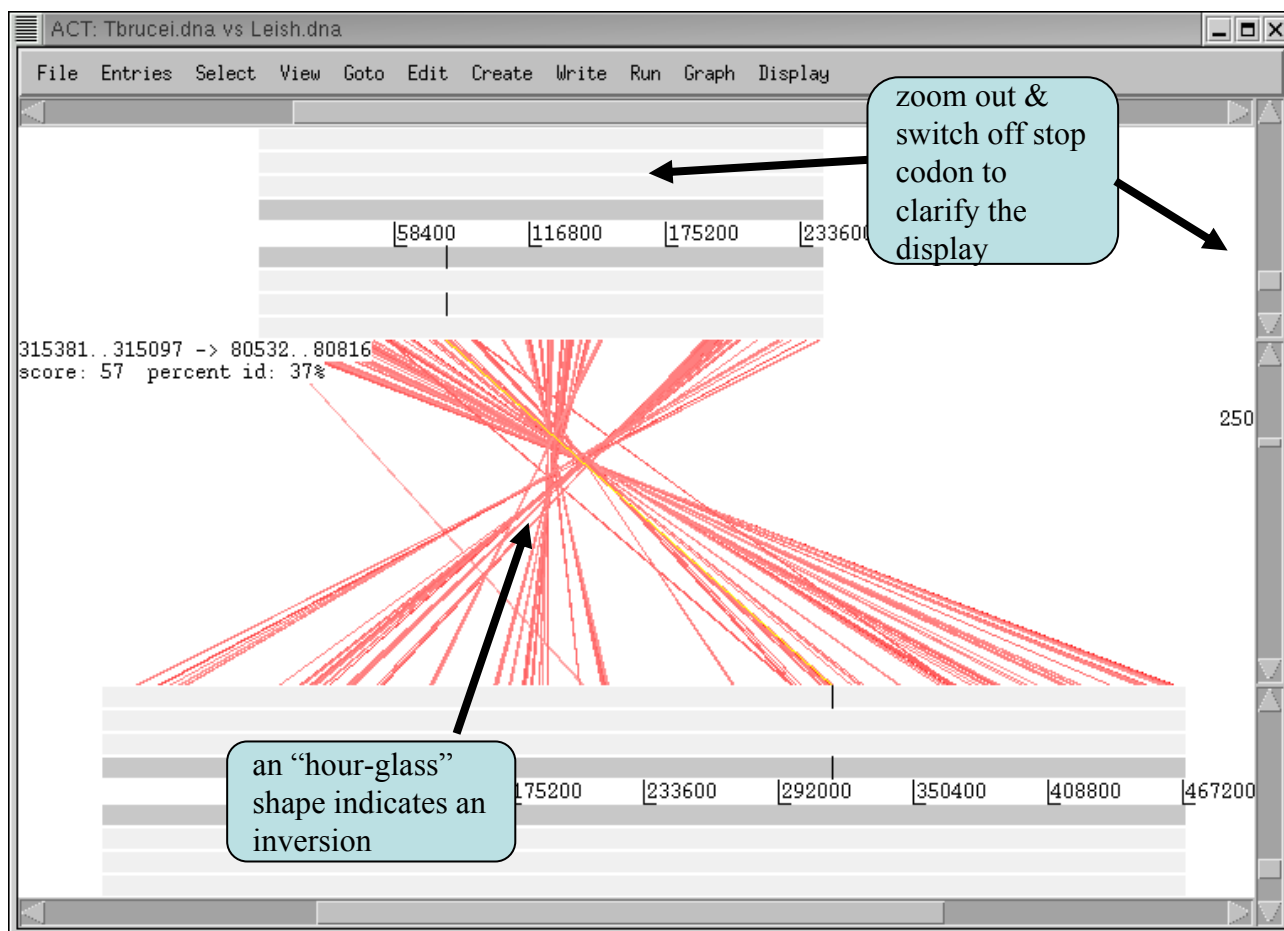 ACT: Tbrucei.dna vs Leish.dna
File Entries Select View Goto Edit Create Write Run Graph Display
zoom out &
switch off stop
codon to
clarify the
display
58400 116800 175200 233600
315381..315097 -> 80532..80816
score: 57 percent id: 37%
250
an “hour-glass”
shape indicates an
inversion
175200 233600 292000 350400 408800 467200